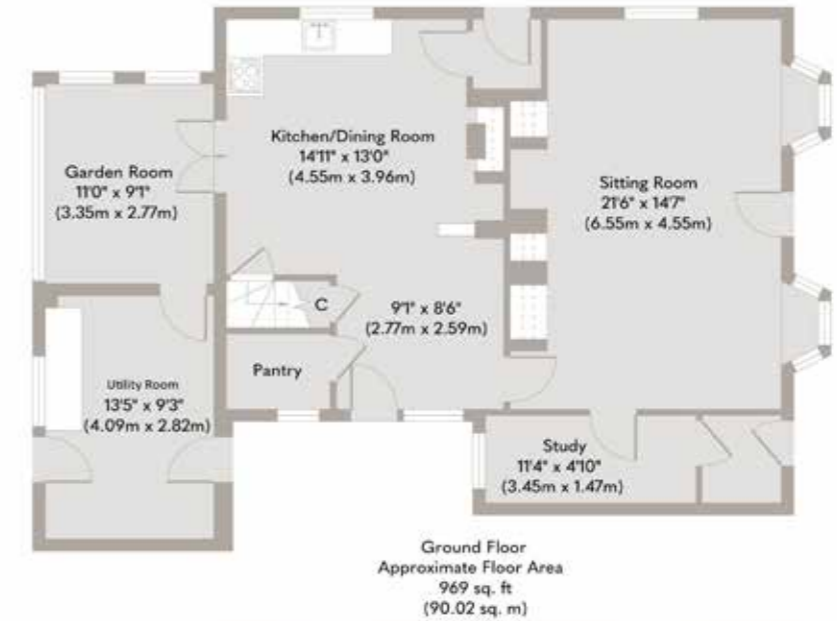 Kitchen/Dining Room
14'11" x 13'0"
(4.55m x 3.96m)
Garden Room
11'0" x 9'1"
(3.35m x 2.77m)
Sitting Room
21'6" x 14'7"
(6.55m x 4.55m)
C
9'1" x 8'6"
(2.77m x 2.59m)
Pantry
Utility Room
13'5" x 9'3"
(4.09m x 2.82m)
Study
11'4" x 4'10"
(3.45m x 1.47m)
Ground Floor
Approximate Floor Area
969 sq. ft
(90.02 sq. m)